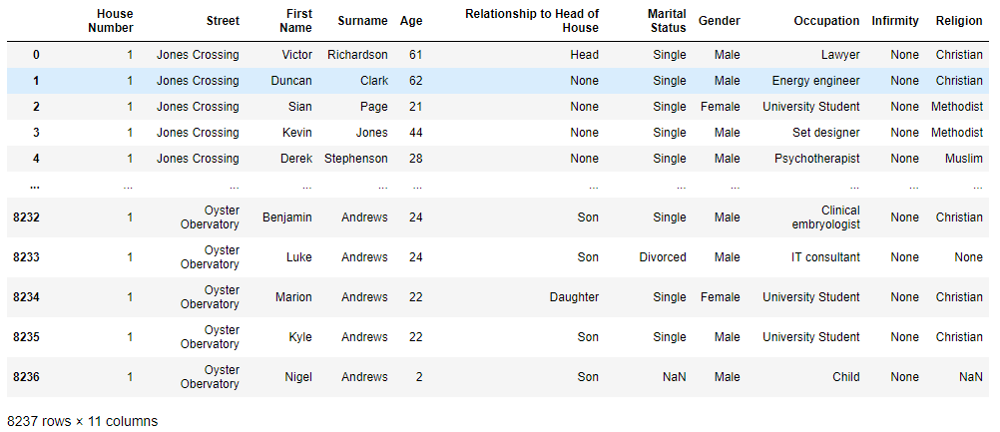 House Number Street First Name Surname Age Relationship to Head of House Marital Status Gender Occupation Infirmity Religion
0 1 Jones Crossing Victor Richardson 61 Head Single Male Lawyer None Christian
1 1 Jones Crossing Duncan Clark 62 None Single Male Energy engineer None Christian
2 1 Jones Crossing Sian Page 21 None Single Female University Student None Methodist
3 1 Jones Crossing Kevin Jones 44 None Single Male Set designer None Methodist
4 1 Jones Crossing Derek Stephenson 28 None Single Male Psychotherapist None Muslim
... ... ... ... ... ... ... ... ... ... ... ...
8232 1 Oyster Obervatory Benjamin Andrews 24 Son Single Male Clinical embryologist None Christian
8233 1 Oyster Obervatory Luke Andrews 24 Son Divorced Male IT consultant None None
8234 1 Oyster Obervatory Marion Andrews 22 Daughter Single Female University Student None Christian
8235 1 Oyster Obervatory Kyle Andrews 22 Son Single Male University Student None Christian
8236 1 Oyster Obervatory Nigel Andrews 2 Son NaN Male Child None NaN
8237 rows × 11 columns